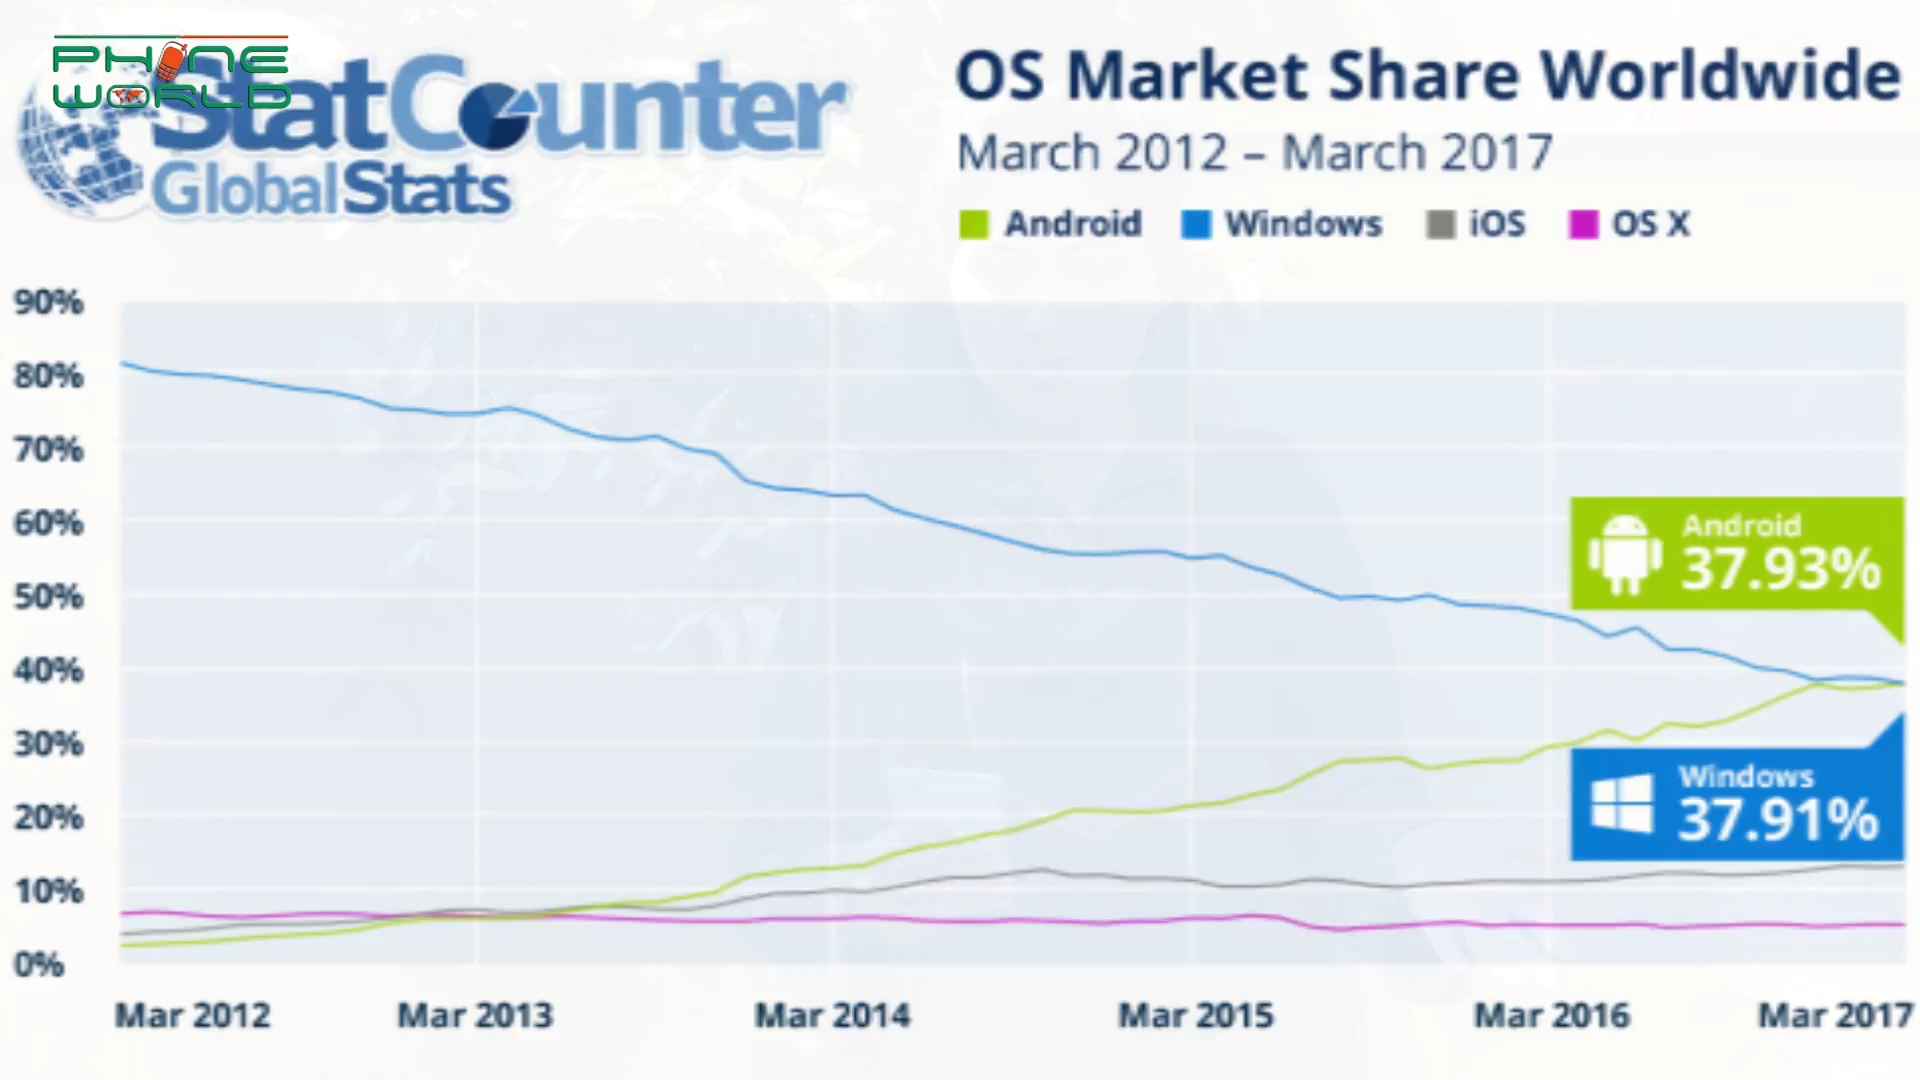 PHONE
WORLD
StatCounter
GlobalStats
OS Market Share Worldwide
March 2012 – March 2017
Android
Windows
iOS
OS X
90%
80%
70%
60%
50%
40%
30%
20%
10%
0%
Android
37.93%
Windows
37.91%
Mar 2012
Mar 2013
Mar 2014
Mar 2015
Mar 2016
Mar 2017